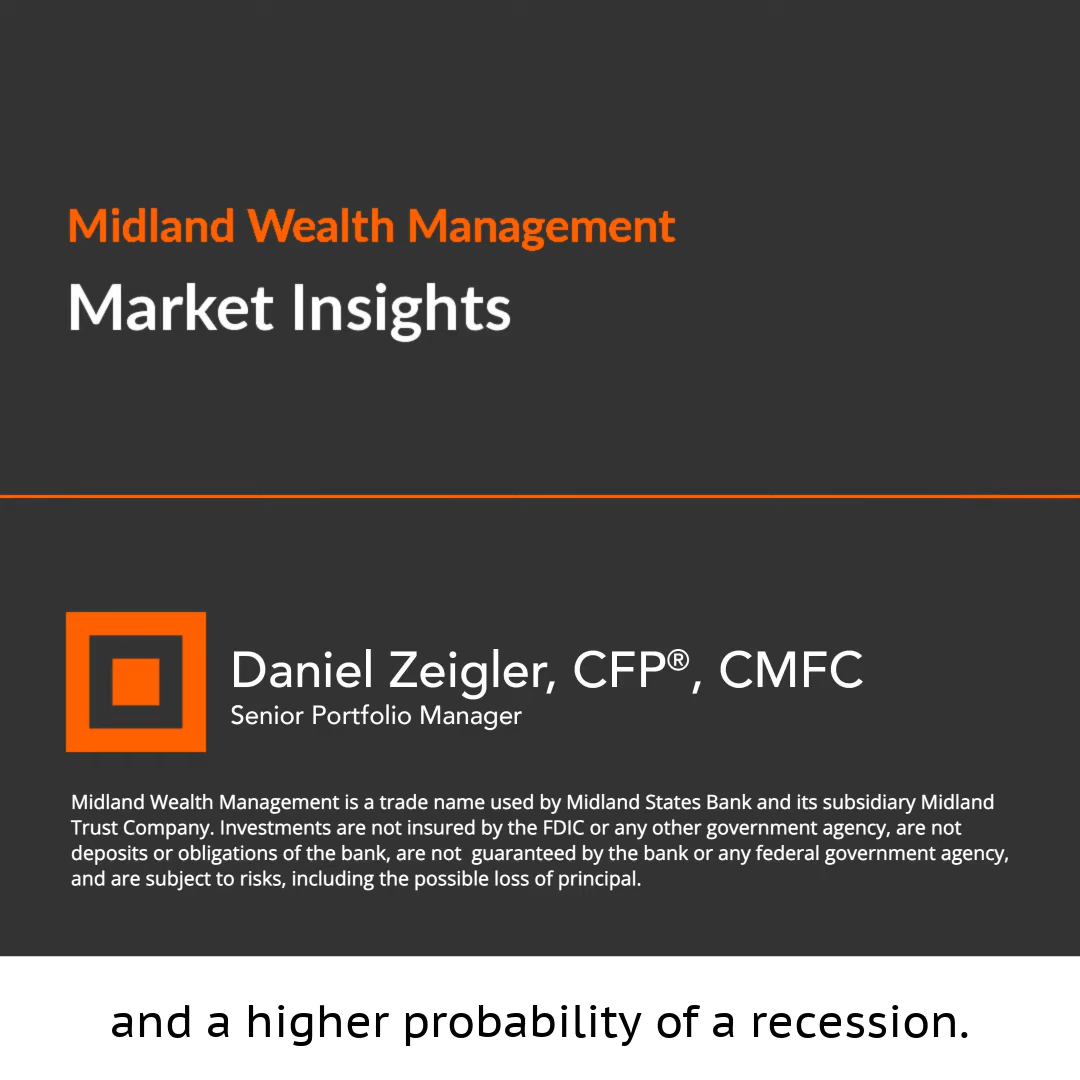 Midland Wealth Management
Market Insights
Daniel Zeigler, CFP®, CMFC
Senior Portfolio Manager
Midland Wealth Management is a trade name used by Midland States Bank and its subsidiary Midland
Trust Company. Investments are not insured by the FDIC or any other government agency, are not
deposits or obligations of the bank, are not guaranteed by the bank or any federal government agency,
and are subject to risks, including the possible loss of principal.
and a higher probability of a recession.